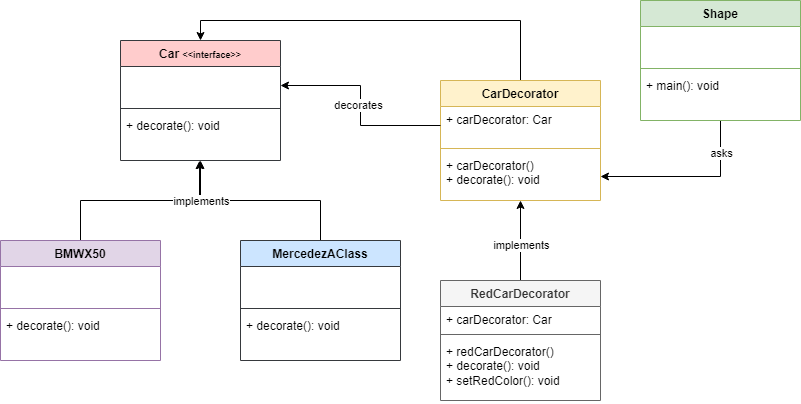 Shape
+ main(): void
Car <<interface>>
+ decorate(): void
decorates
CarDecorator
+ carDecorator: Car
+ carDecorator()
+ decorate(): void
asks
implements
implements
BMWX50
+ decorate(): void
MercedezAClass
+ decorate(): void
RedCarDecorator
+ carDecorator: Car
+ redCarDecorator()
+ decorate(): void
+ setRedColor(): void